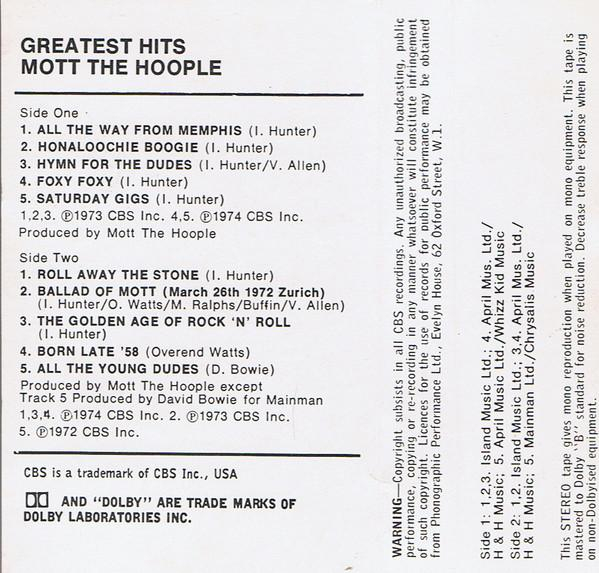 GREATEST HITS
MOTT THE HOOPLE
Side One
1. ALL THE WAY FROM MEMPHIS (I. Hunter)
2. HONALOOCHIE BOOGIE (I. Hunter)
3. HYMN FOR THE DUDES (I. Hunter/V. Allen)
4. FOXY FOXY (I. Hunter)
5. SATURDAY GIGS (I. Hunter)
1,2,3. ℗1973 CBS Inc. 4,5. ℗1974 CBS Inc.
Produced by Mott The Hoople
Side Two
1. ROLL AWAY THE STONE (I. Hunter)
2. BALLAD OF MOTT (March 26th 1972 Zurich)
(I. Hunter/O. Watts/M. Ralphs/Buffin/V. Allen)
3. THE GOLDEN AGE OF ROCK 'N' ROLL
(I. Hunter)
4. BORN LATE '58 (Overend Watts)
5. ALL THE YOUNG DUDES (D. Bowie)
Produced by Mott The Hoople except
Track 5 Produced by David Bowie for Mainman
1,3,4. ℗1974 CBS Inc. 2. ℗1973 CBS Inc.
5. ℗1972 CBS Inc.
CBS is a trademark of CBS Inc., USA
AND "DOLBY" ARE TRADE MARKS OF
DOLBY LABORATORIES INC.
WARNING—Copyright subsists in all CBS recordings. Any unauthorized broadcasting, public
performance, copying or re-recording in any manner whatsoever will constitute infringement
of such copyright. Licences for the use of records for public performance may be obtained
from Phonographic Performance Ltd., Evelyn House, 62 Oxford Street, W.1.
Side 1: 1,2,3. Island Music Ltd.; 4. April Mus. Ltd./
H & H Music; 5. April Music Ltd./Whizz Kid Music
Side 2: 1,2. Island Music Ltd.; 3,4. April Mus. Ltd./
H & H Music; 5. Mainman Ltd./Chrysalis Music
This STEREO tape gives mono reproduction when played on mono equipment. This tape is
mastered to Dolby "B" standard for noise reduction. Decrease treble response when playing
on non-Dolbyised equipment.